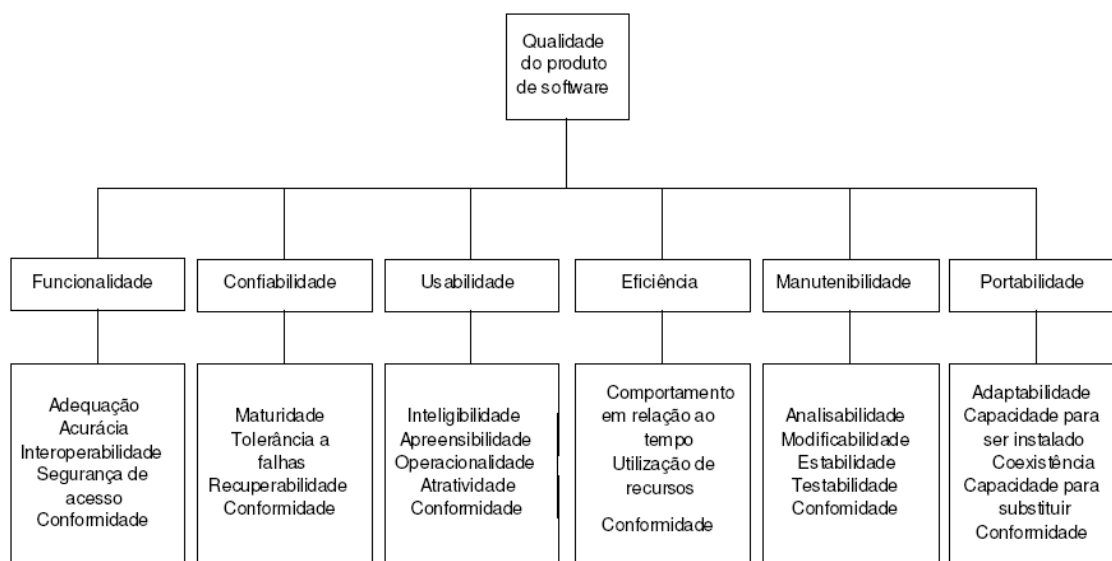 Qualidade
do produto
de software
Funcionalidade
Confiabilidade
Usabilidade
Eficiência
Manutenibilidade
Portabilidade
Adequação
Acurácia
Interoperabilidade
Segurança de
acesso
Conformidade
Maturidade
Tolerância a
falhas
Recuperabilidade
Conformidade
Inteligibilidade
Apreensibilidade
Operacionalidade
Atratividade
Conformidade
Comportamento
em relação ao
tempo
Utilização de
recursos
Conformidade
Analisabilidade
Modificabilidade
Estabilidade
Testabilidade
Confomidade
Adaptabilidade
Capacidade para
ser instalado
Coexistência
Capacidade para
substituir
Conformidade